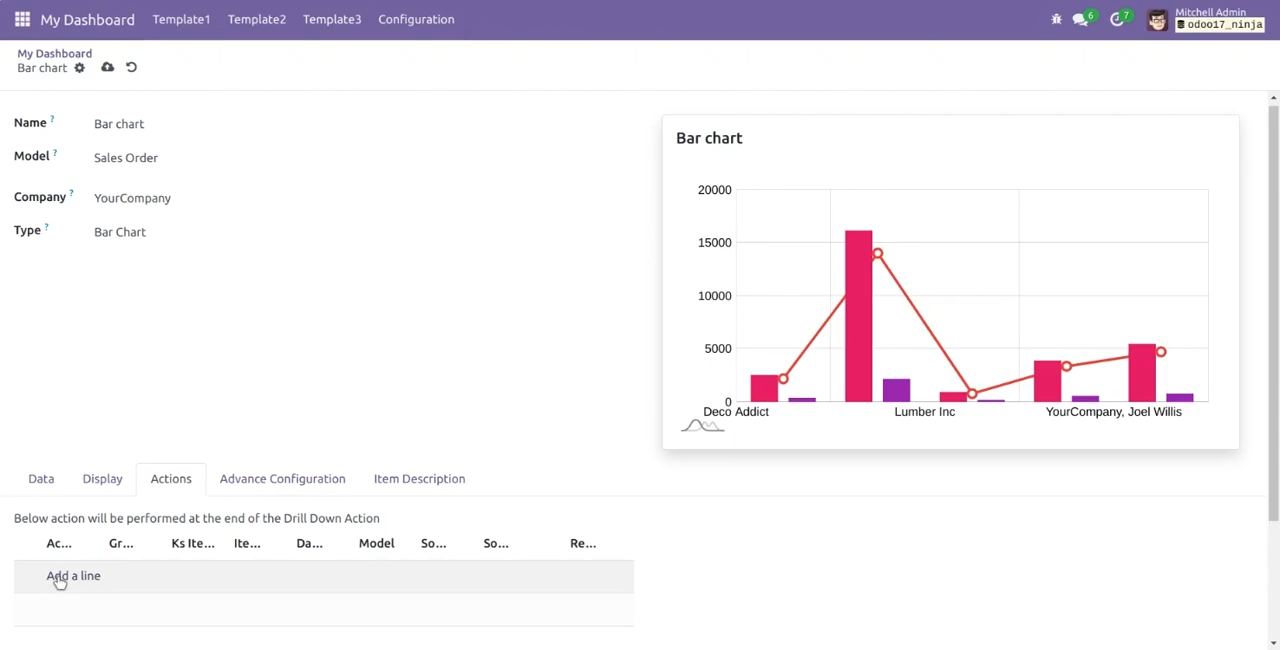 My Dashboard Template1 Template2 Template3 Configuration 6 7 Mitchell Admin
odoo17_ninja
My Dashboard
Bar chart
Name ? Bar chart
Model ? Sales Order
Company ? YourCompany
Type ? Bar Chart
Bar chart
20000
15000
10000
5000
0
Deco Addict Lumber Inc YourCompany, Joel Willis
Data Display Actions Advance Configuration Item Description
Below action will be performed at the end of the Drill Down Action
Ac... Gr... Ks Ite... Ite... Da... Model So... So... Re...
Add a line